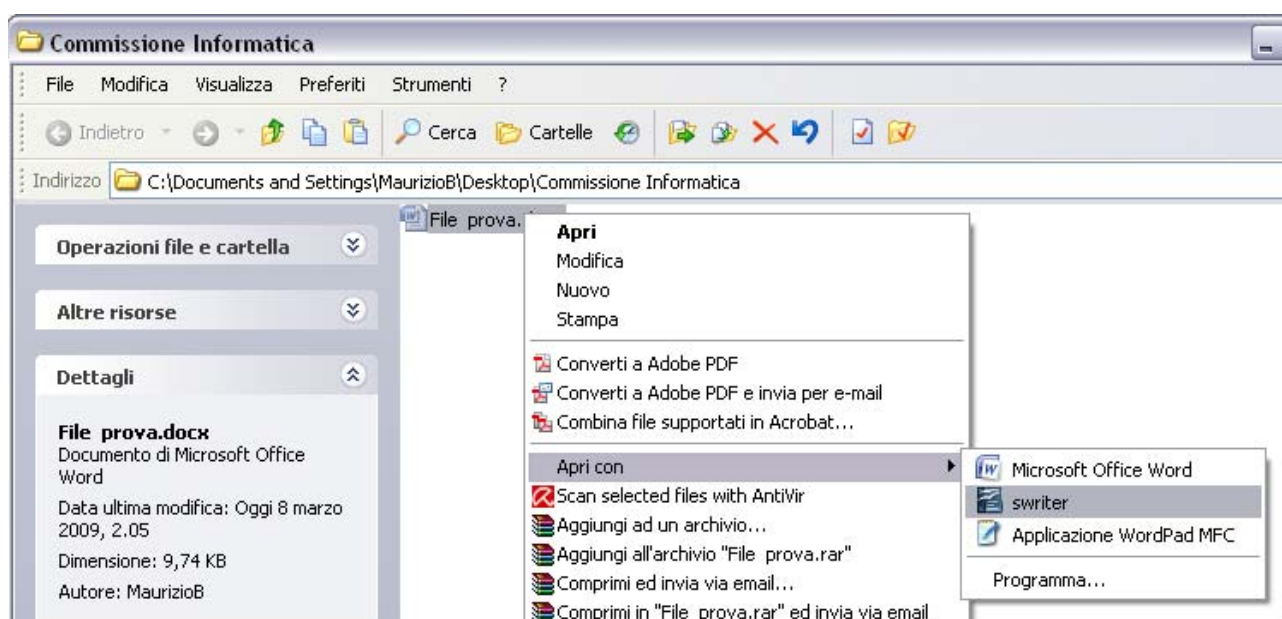 Commissione Informatica
File Modifica Visualizza Preferiti Strumenti ?
Indietro Cerca Cartelle
Indirizzo C:\Documents and Settings\MaurizioB\Desktop\Commissione Informatica
File prova.
Operazioni file e cartella
Altre risorse
Dettagli
File prova.docx
Documento di Microsoft Office
Word
Data ultima modifica: Oggi 8 marzo
2009, 2.05
Dimensione: 9,74 KB
Autore: MaurizioB
Apri
Modifica
Nuovo
Stampa
Converti a Adobe PDF
Converti a Adobe PDF e invia per e-mail
Combina file supportati in Acrobat...
Apri con
Scan selected files with AntiVir
Aggiungi ad un archivio...
Aggiungi all'archivio "File prova.rar"
Comprimi ed invia via email...
Comprimi in "File prova.rar" ed invia via email
Microsoft Office Word
swriter
Applicazione WordPad MFC
Programma...